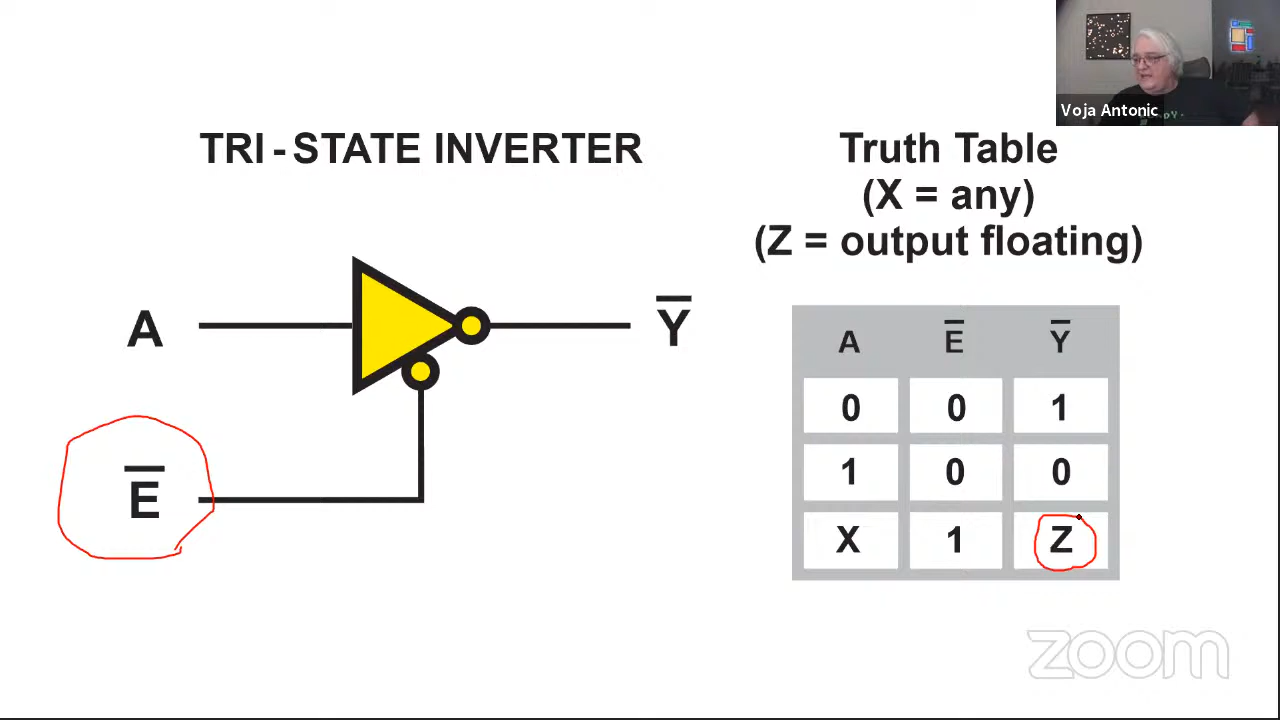 Voja Antonic
TRI - STATE INVERTER
A
Y̅
E̅
Truth Table
(X = any)
(Z = output floating)
A E̅ Y̅
0 0 1
1 0 0
X 1 Z
zoom